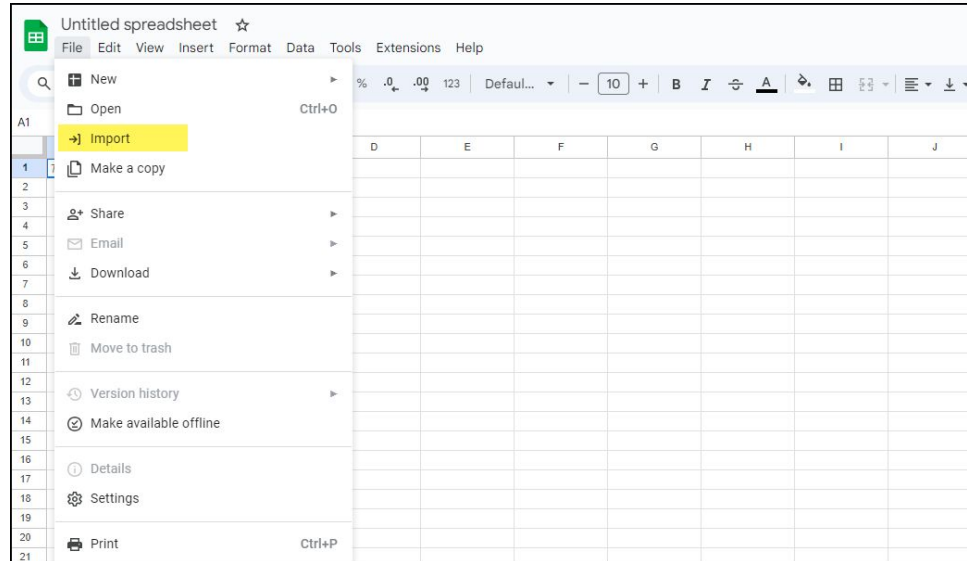 Untitled spreadsheet
File Edit View Insert Format Data Tools Extensions Help
% .0 .00 123 Defaul... − 10 + B I S A
A1
New
Open Ctrl+O
Import
Make a copy
Share
Email
Download
Rename
Move to trash
Version history
Make available offline
Details
Settings
Print Ctrl+P
D E F G H I J
1
2
3
4
5
6
7
8
9
10
11
12
13
14
15
16
17
18
19
20
21